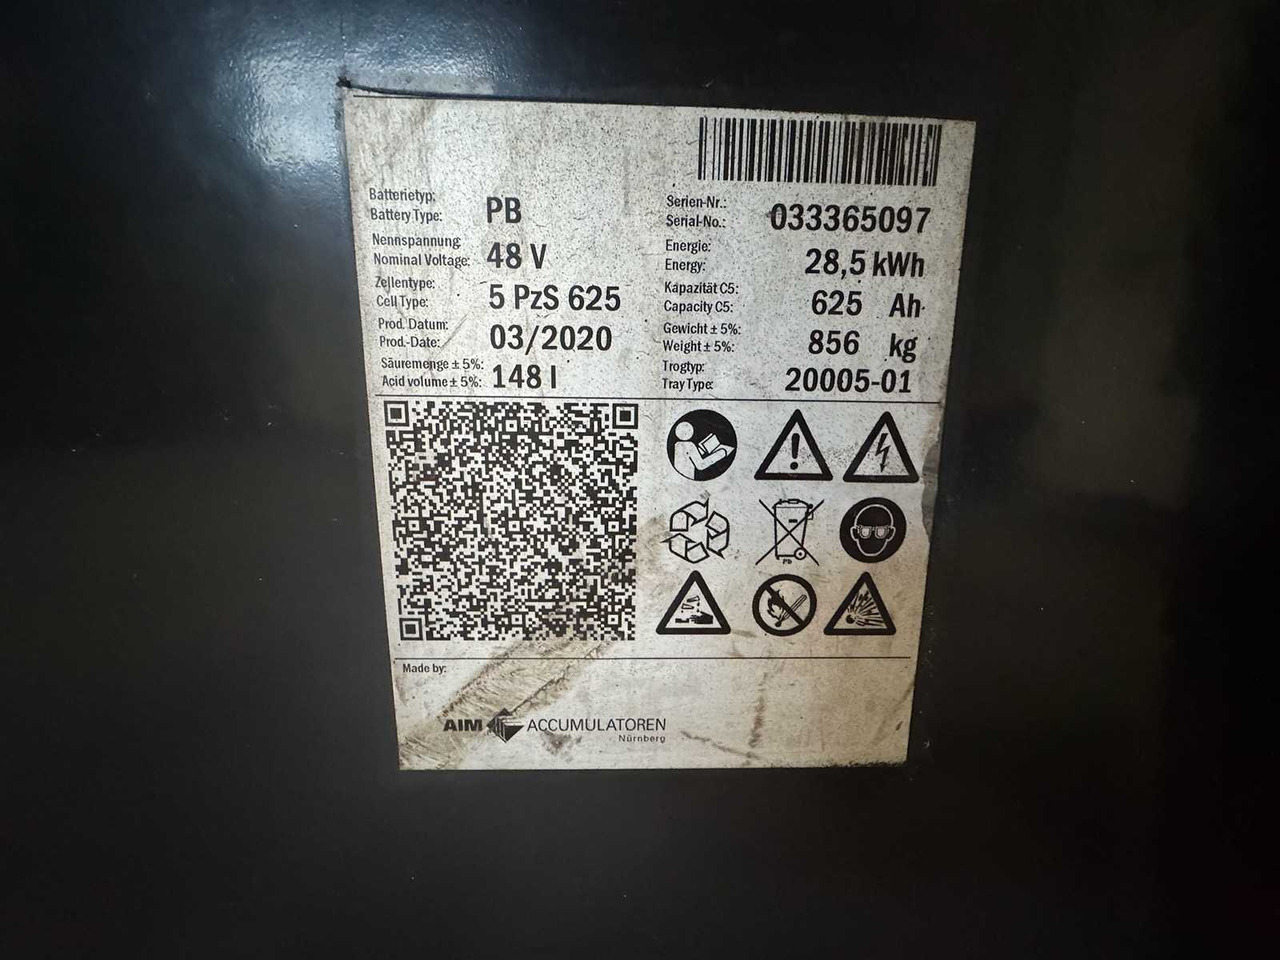 Batterietyp:
Battery Type: PB
Nennspannung:
Nominal Voltage: 48 V
Zellentype:
Cell Type: 5 PzS 625
Prod. Datum:
Prod.-Date: 03/2020
Säuremenge ± 5%:
Acid volume ± 5%: 148 l
Serien-Nr.:
Serial-No.: 033365097
Energie:
Energy: 28,5 kWh
Kapazität C5:
Capacity C5: 625 Ah
Gewicht ± 5%:
Weight ± 5%: 856 kg
Trogtyp:
Tray Type: 20005-01
Pb
Made by:
AIM ACCUMULATOREN
Nürnberg